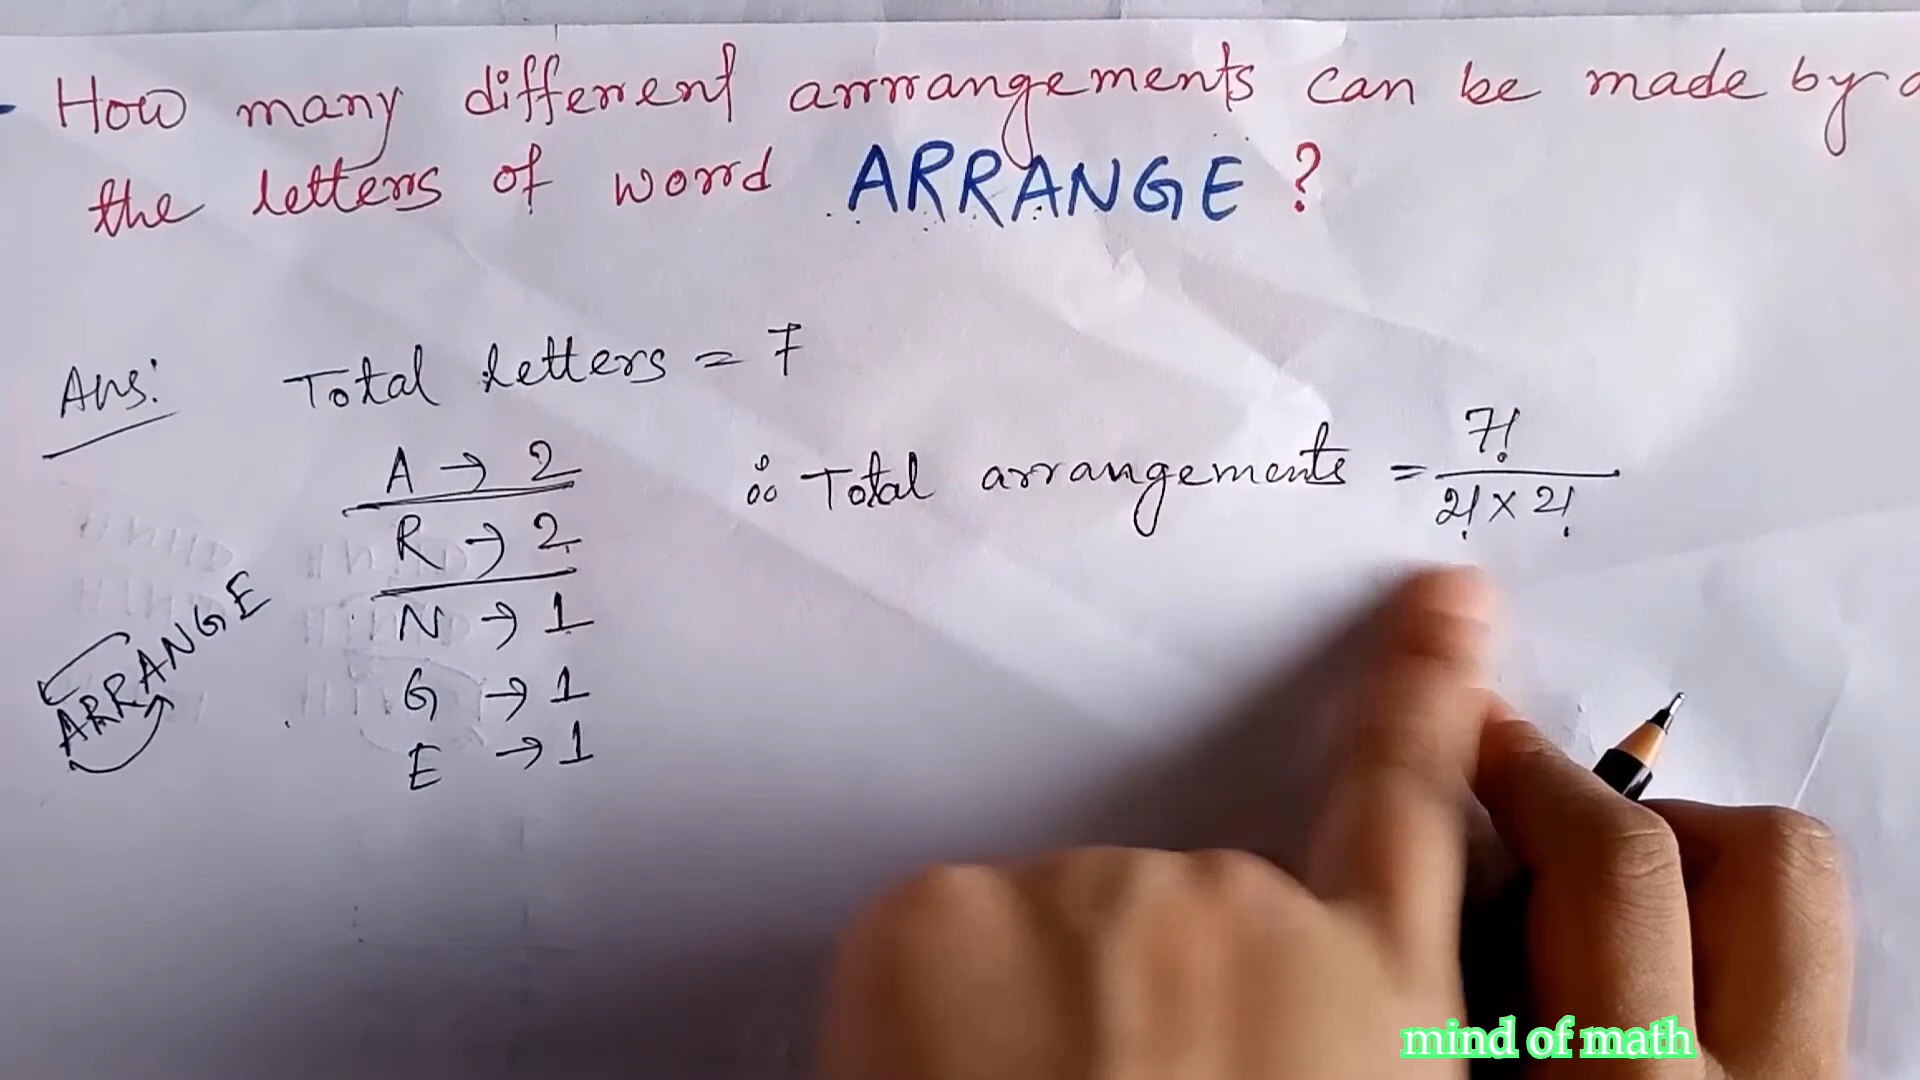 How many different arrangements can be made by
the letters of word ARRANGE ?
Ans: Total letters = 7
A → 2
R → 2
N → 1
G → 1
E → 1
ARRANGE
∴ Total arrangements = 7! / 2! × 2!
mind of math